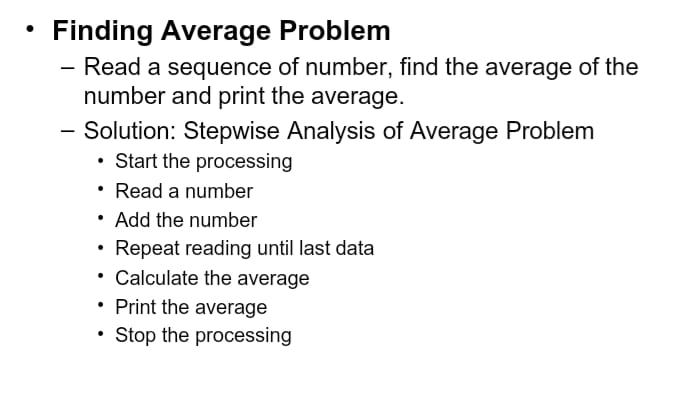 • Finding Average Problem
– Read a sequence of number, find the average of the
number and print the average.
– Solution: Stepwise Analysis of Average Problem
• Start the processing
• Read a number
• Add the number
• Repeat reading until last data
• Calculate the average
• Print the average
• Stop the processing